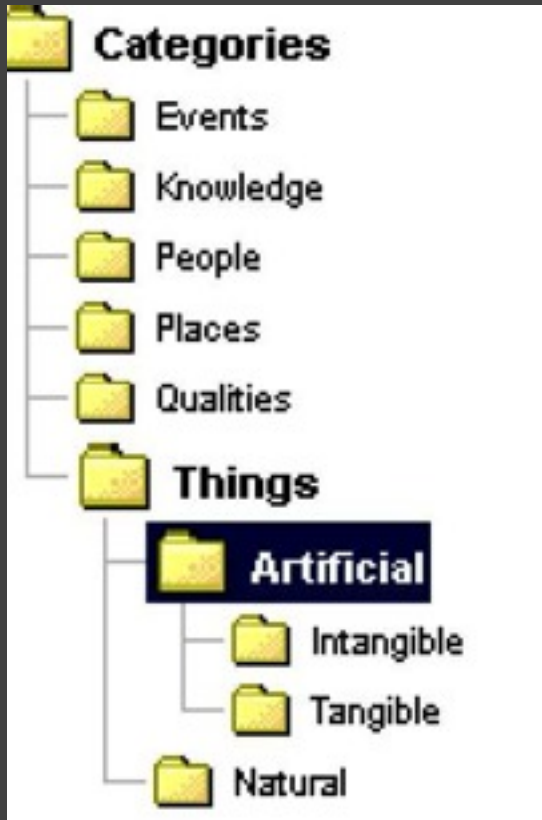 Categories
Events
Knowledge
People
Places
Qualities
Things
Artificial
Intangible
Tangible
Natural